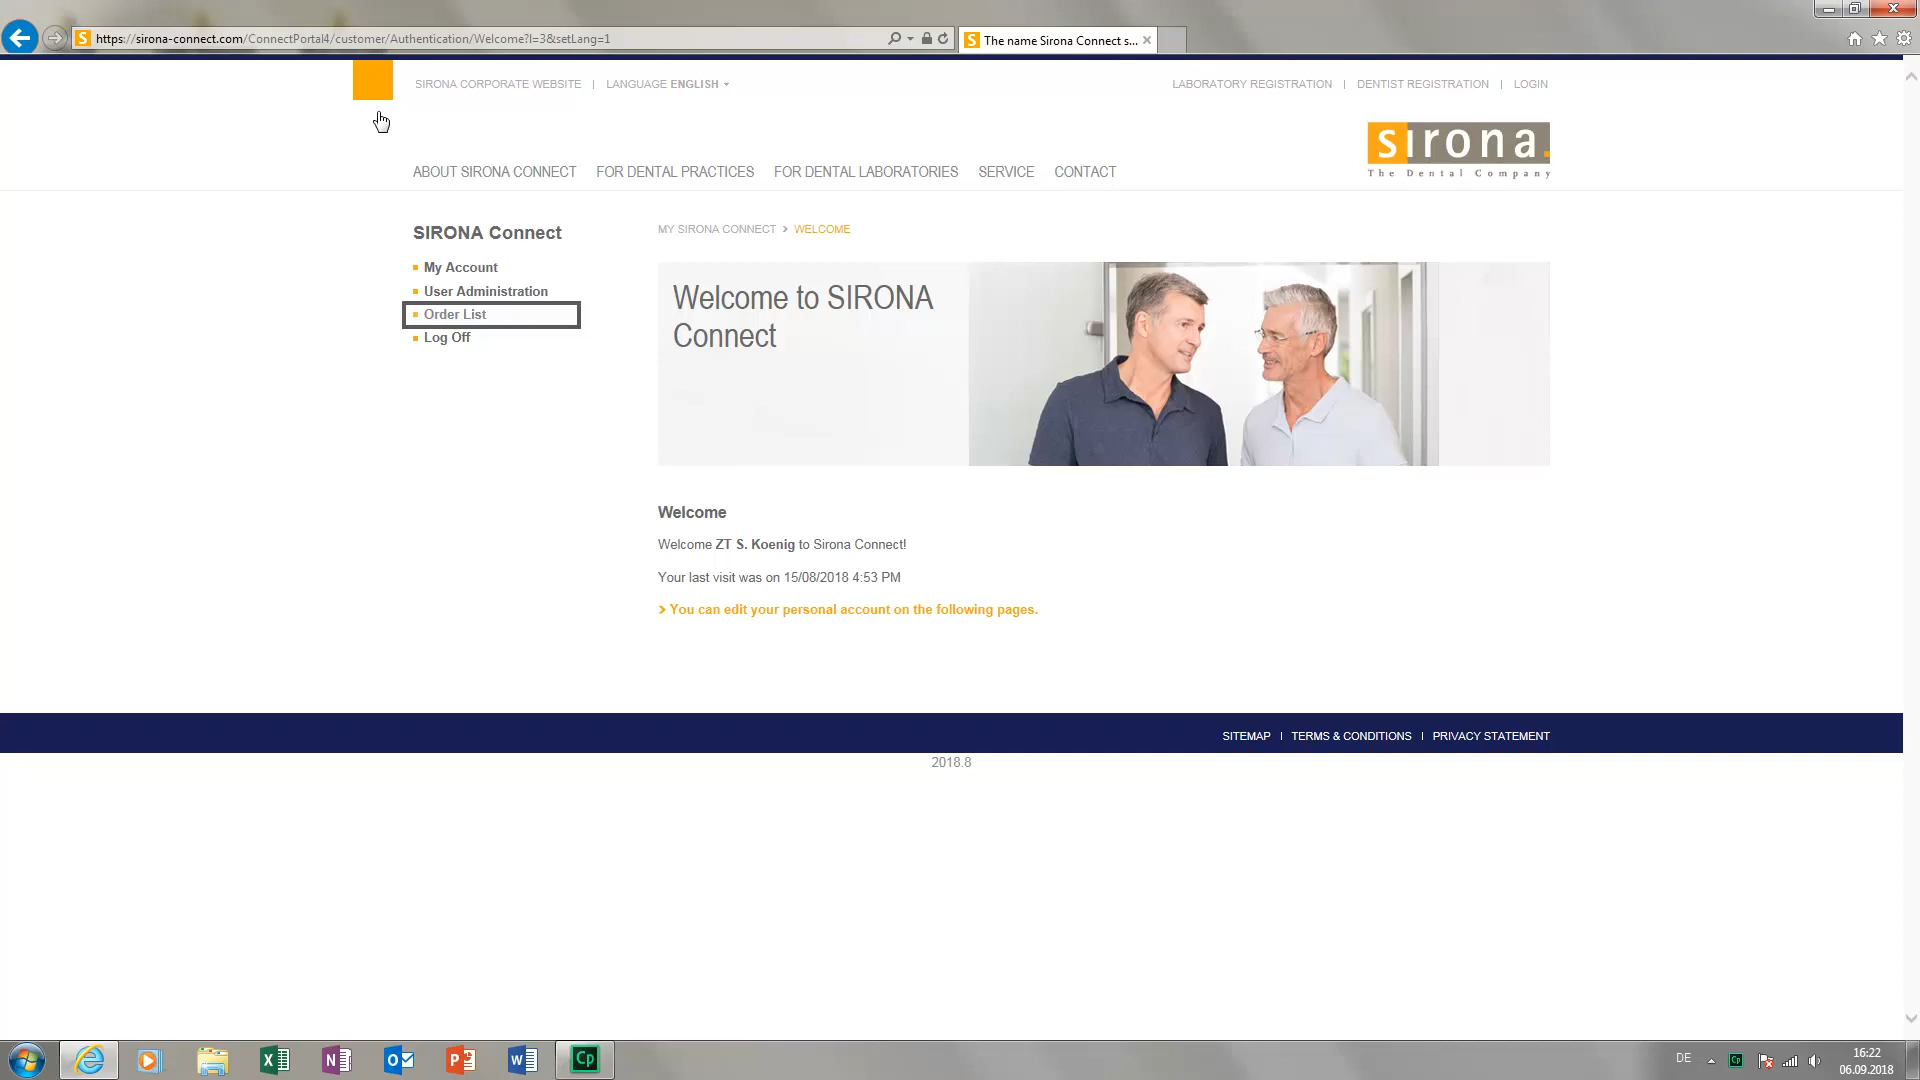 https://sirona-connect.com/ConnectPortal4/customer/Authentication/Welcome?l=3&setLang=1
The name Sirona Connect s...
SIRONA CORPORATE WEBSITE | LANGUAGE ENGLISH
LABORATORY REGISTRATION | DENTIST REGISTRATION | LOGIN
sirona.
The Dental Company
ABOUT SIRONA CONNECT FOR DENTAL PRACTICES FOR DENTAL LABORATORIES SERVICE CONTACT
SIRONA Connect
My Account
User Administration
Order List
Log Off
MY SIRONA CONNECT > WELCOME
Welcome to SIRONA
Connect
Welcome
Welcome ZT S. Koenig to Sirona Connect!
Your last visit was on 15/08/2018 4:53 PM
> You can edit your personal account on the following pages.
SITEMAP | TERMS & CONDITIONS | PRIVACY STATEMENT
2018.8
DE
16:22
06.09.2018